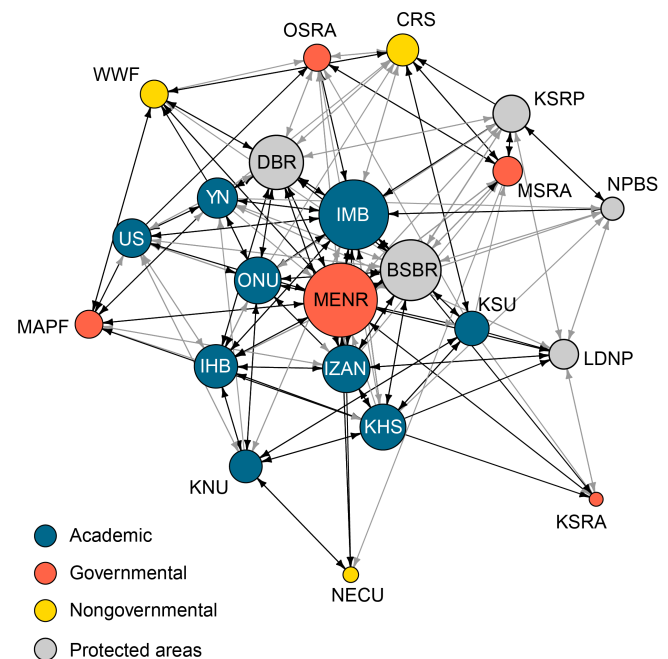 CRS
OSRA
WWF
KSRP
DBR
NPBS
MSRA
YN
IMB
US
BSBR
ONU
MENR
KSU
MAPF
LDNP
IHB
IZAN
KHS
KNU
KSRA
Academic
Governmental
NECU
Nongovernmental
Protected areas